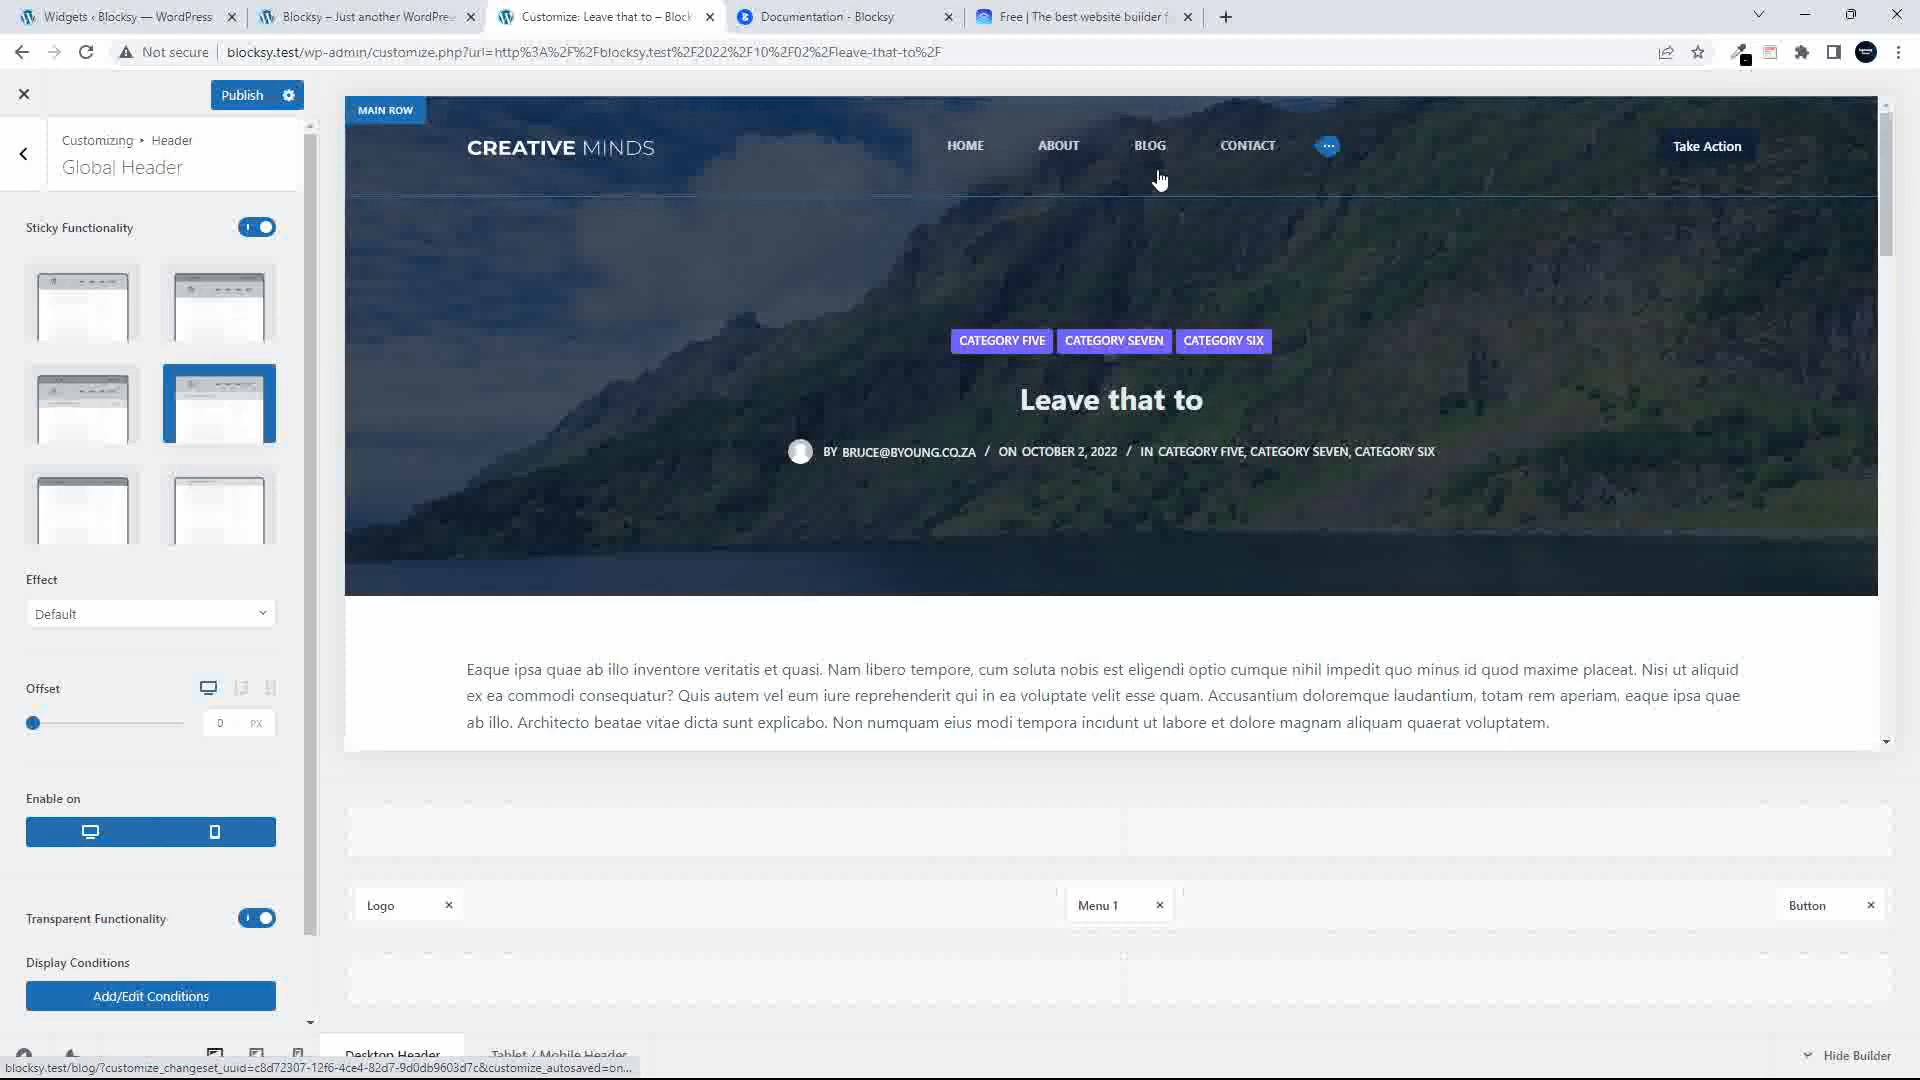 Widgets ‹ Blocksy — WordPress
Blocksy – Just another WordPre
Customize: Leave that to – Block
Documentation - Blocksy
Free | The best website builder f
Not secure
blocksy.test/wp-admin/customize.php?url=http%3A%2F%2Fblocksy.test%2F2022%2F10%2F02%2Fleave-that-to%2F
Publish
Customizing ▸ Header
Global Header
Sticky Functionality
Effect
Default
Offset
0 PX
Enable on
Transparent Functionality
Display Conditions
Add/Edit Conditions
MAIN ROW
CREATIVE MINDS
HOME
ABOUT
BLOG
CONTACT
Take Action
CATEGORY FIVE
CATEGORY SEVEN
CATEGORY SIX
Leave that to
BY BRUCE@BYOUNG.CO.ZA / ON OCTOBER 2, 2022 / IN CATEGORY FIVE, CATEGORY SEVEN, CATEGORY SIX
Eaque ipsa quae ab illo inventore veritatis et quasi. Nam libero tempore, cum soluta nobis est eligendi optio cumque nihil impedit quo minus id quod maxime placeat. Nisi ut aliquid
ex ea commodi consequatur? Quis autem vel eum iure reprehenderit qui in ea voluptate velit esse quam. Accusantium doloremque laudantium, totam rem aperiam, eaque ipsa quae
ab illo. Architecto beatae vitae dicta sunt explicabo. Non numquam eius modi tempora incidunt ut labore et dolore magnam aliquam quaerat voluptatem.
Logo
Menu 1
Button
Desktop Header
Tablet / Mobile Header
Hide Builder
blocksy.test/blog/?customize_changeset_uuid=c8d72307-12f6-4ce4-82d7-9d0db9603d7c&customize_autosaved=on...